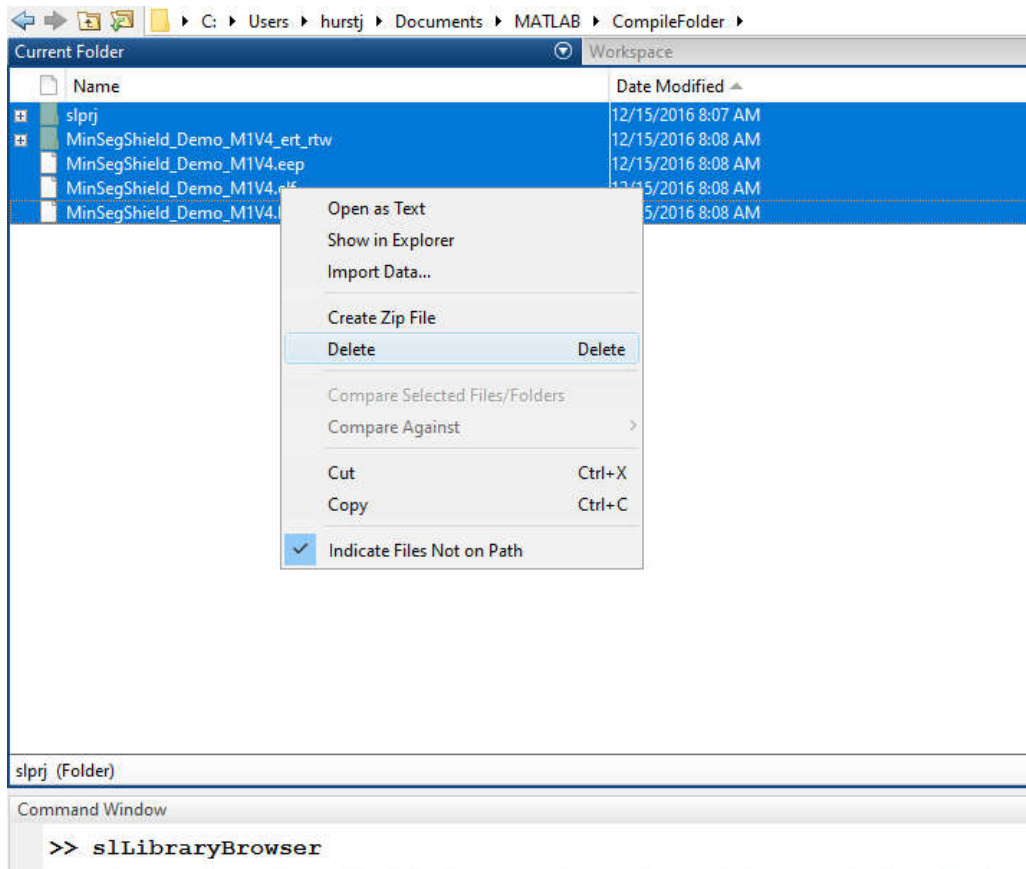 C: Users hurstj Documents MATLAB CompileFolder
Current Folder
Workspace
Name Date Modified
slprj 12/15/2016 8:07 AM
MinSegShield_Demo_M1V4_ert_rtw 12/15/2016 8:08 AM
MinSegShield_Demo_M1V4.eep 12/15/2016 8:08 AM
MinSegShield_Demo_M1V4.elf 12/15/2016 8:08 AM
MinSegShield_Demo_M1V4. 5/2016 8:08 AM
Open as Text
Show in Explorer
Import Data...
Create Zip File
Delete Delete
Compare Selected Files/Folders
Compare Against
Cut Ctrl+X
Copy Ctrl+C
Indicate Files Not on Path
slprj (Folder)
Command Window
>> slLibraryBrowser